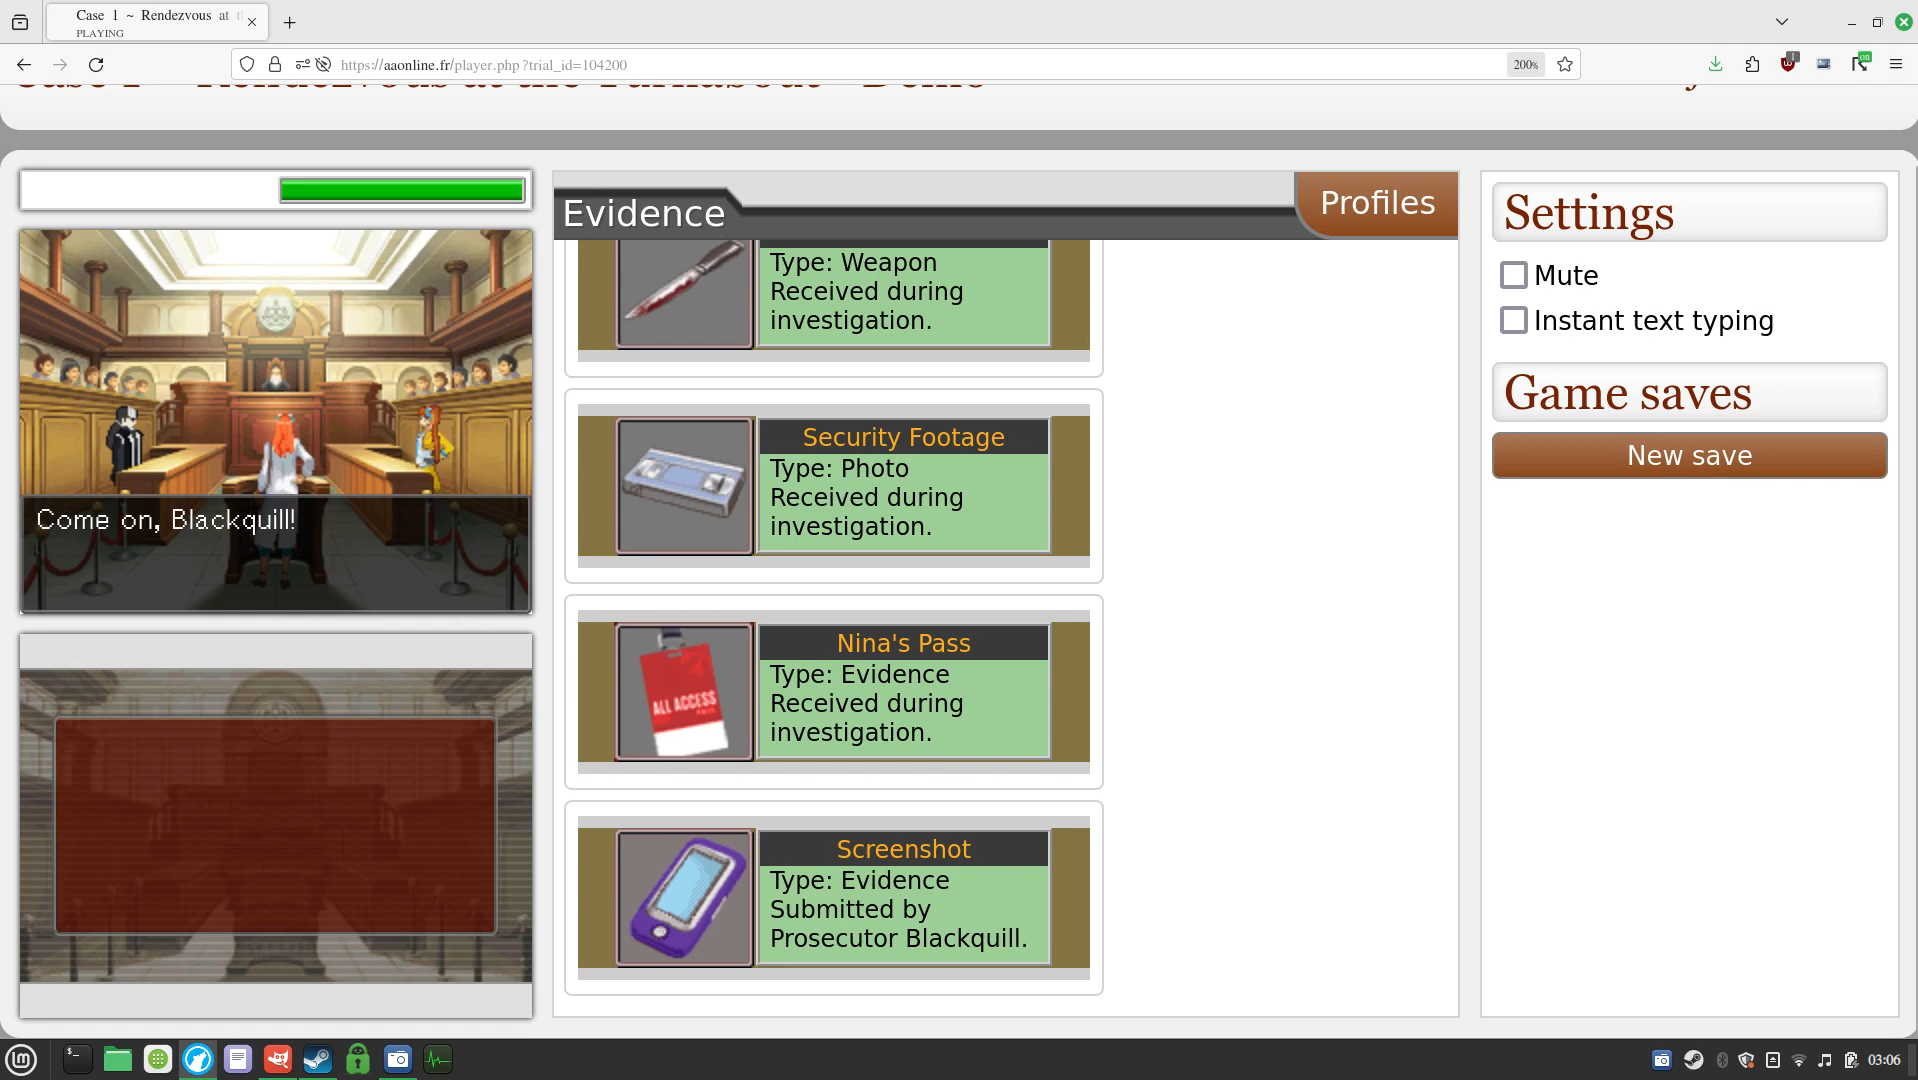 Case 1 ~ Rendezvous at
PLAYING
https://aaonline.fr/player.php?trial_id=104200
200%
Evidence
Profiles
Type: Weapon
Received during
investigation.
Security Footage
Type: Photo
Received during
investigation.
Nina's Pass
Type: Evidence
Received during
investigation.
ALL ACCESS
Screenshot
Type: Evidence
Submitted by
Prosecutor Blackquill.
Come on, Blackquill!
Settings
Mute
Instant text typing
Game saves
New save
03:06